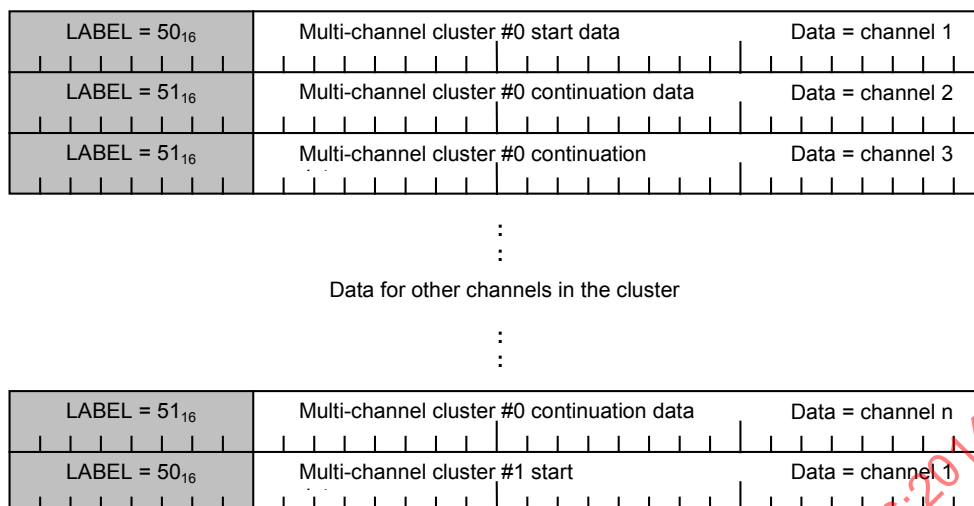 LABEL = 50₁₆ Multi-channel cluster #0 start data Data = channel 1
LABEL = 51₁₆ Multi-channel cluster #0 continuation data Data = channel 2
LABEL = 51₁₆ Multi-channel cluster #0 continuation Data = channel 3
:
:
Data for other channels in the cluster
:
:
LABEL = 51₁₆ Multi-channel cluster #0 continuation data Data = channel n
LABEL = 50₁₆ Multi-channel cluster #1 start Data = channel 1